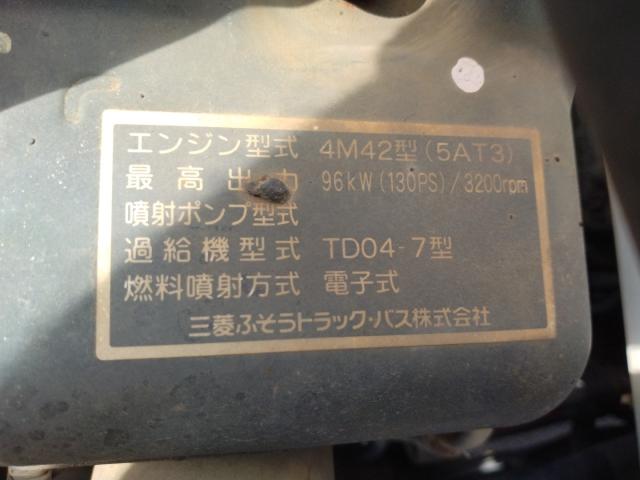 エンジン型式 4M42型(5AT3)
最高出力 96kW(130PS)/3200rpm
噴射ポンプ型式
過給機型式 TD04-7型
燃料噴射方式 電子式
三菱ふそうトラック・バス株式会社